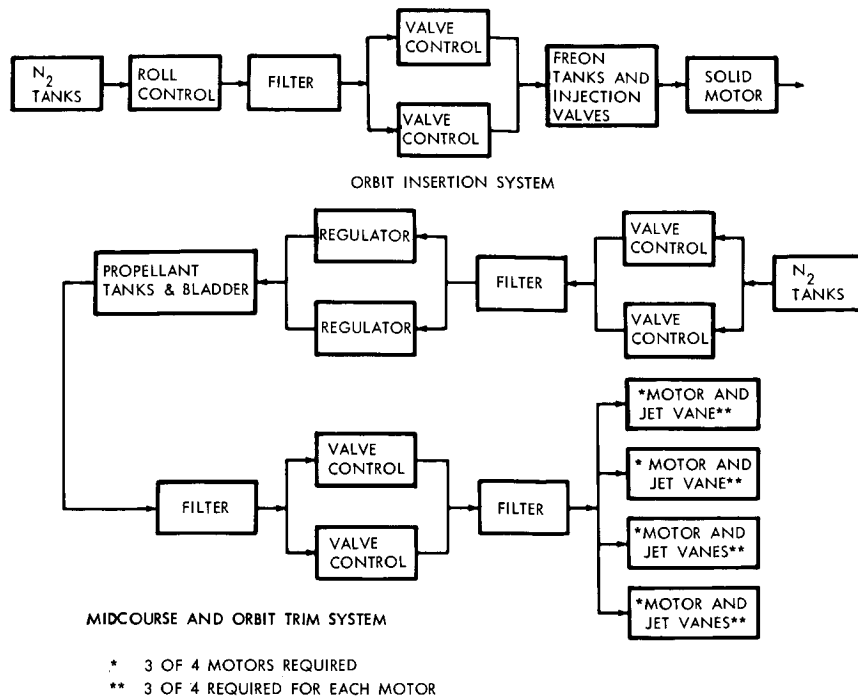 N2
TANKS
ROLL
CONTROL
FILTER
VALVE
CONTROL
VALVE
CONTROL
FREON
TANKS AND
INJECTION
VALVES
SOLID
MOTOR
ORBIT INSERTION SYSTEM
PROPELLANT
TANKS & BLADDER
REGULATOR
REGULATOR
FILTER
VALVE
CONTROL
VALVE
CONTROL
N2
TANKS
FILTER
VALVE
CONTROL
VALVE
CONTROL
FILTER
*MOTOR AND
JET VANE**
* MOTOR AND
JET VANE**
*MOTOR AND
JET VANES**
*MOTOR AND
JET VANES**
MIDCOURSE AND ORBIT TRIM SYSTEM
* 3 OF 4 MOTORS REQUIRED
** 3 OF 4 REQUIRED FOR EACH MOTOR